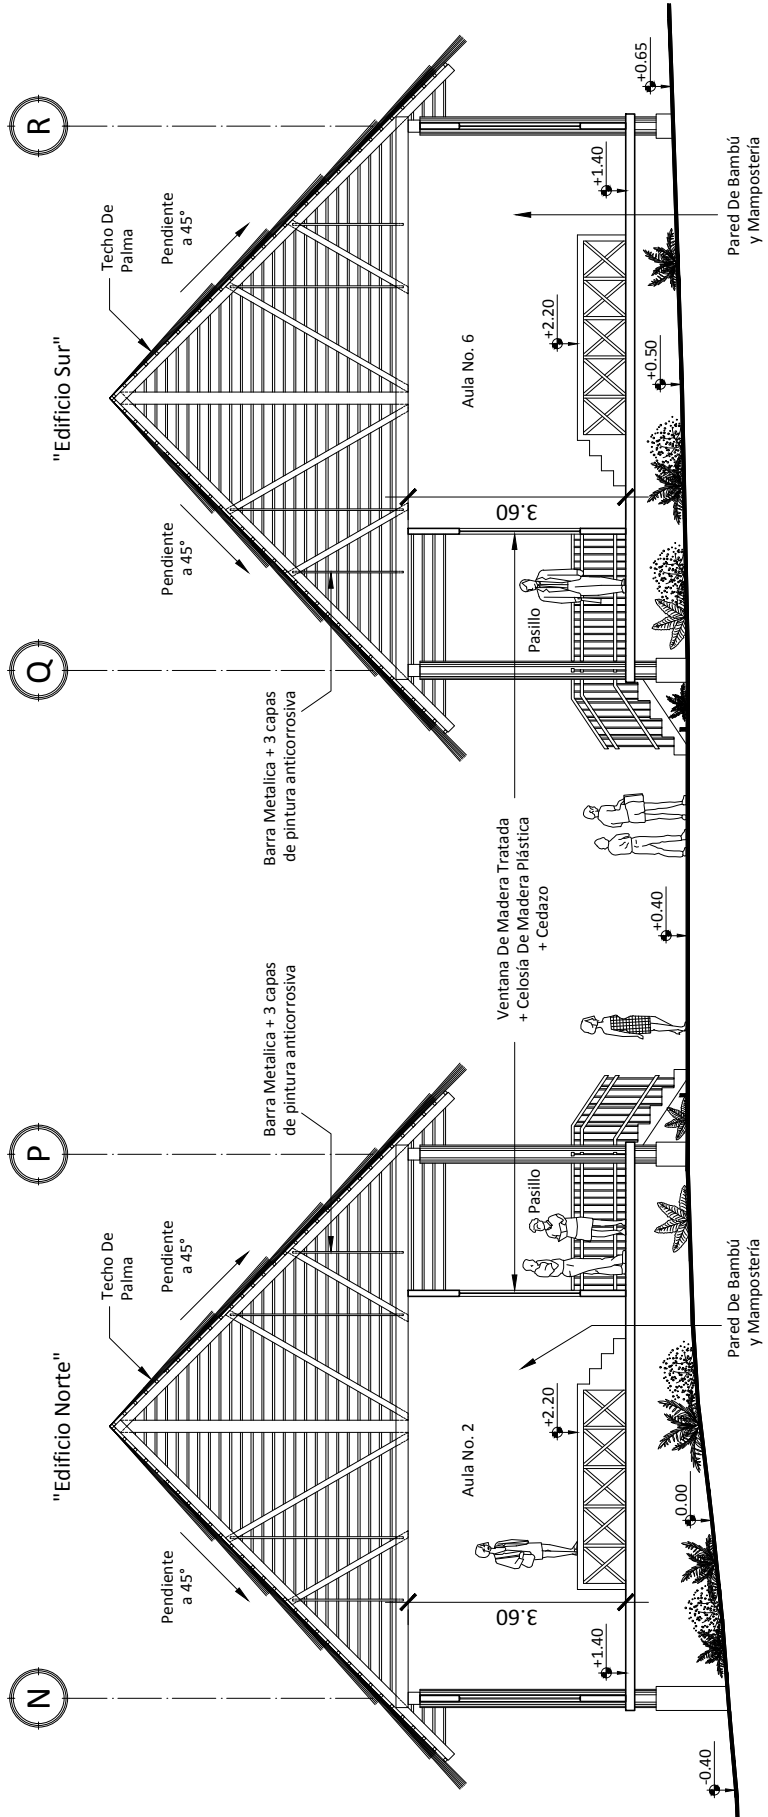 N
P
Q
R
"Edificio Norte"
"Edificio Sur"
Techo De
Palma
Techo De
Palma
Pendiente
a 45°
Pendiente
a 45°
Pendiente
a 45°
Pendiente
a 45°
Barra Metalica + 3 capas
de pintura anticorrosiva
Barra Metalica + 3 capas
de pintura anticorrosiva
Aula No. 2
Aula No. 6
3.60
3.60
Pasillo
Pasillo
Ventana De Madera Tratada
+ Celosía De Madera Plástica
+ Cedazo
+1.40
+2.20
+2.20
+1.40
-0.40
0.00
+0.40
+0.50
+0.65
Pared De Bambú
y Mampostería
Pared De Bambú
y Mampostería